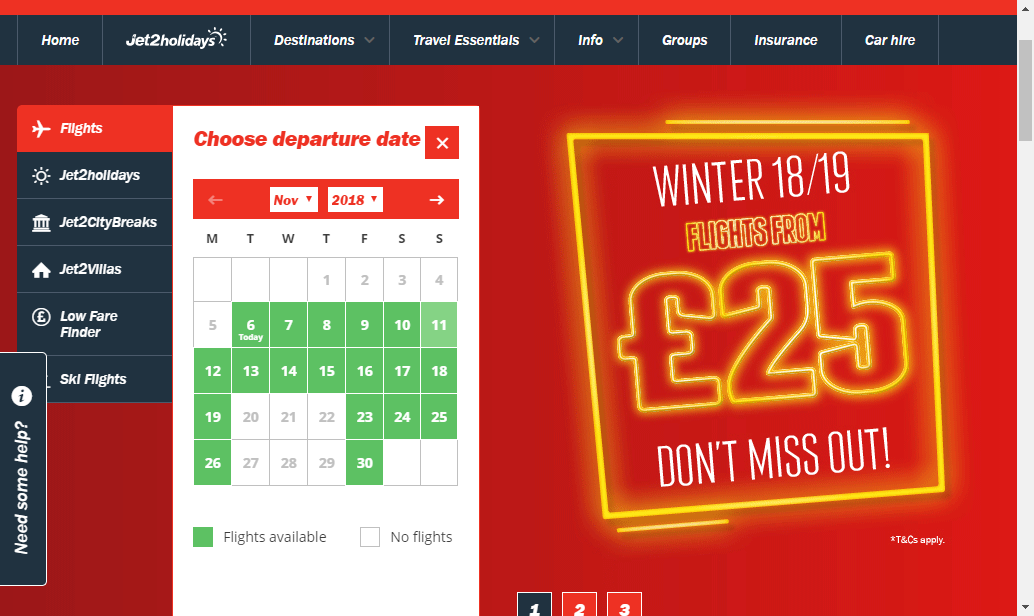 Home
Jet2holidays
Destinations
Travel Essentials
Info
Groups
Insurance
Car hire
Flights
Jet2holidays
Jet2CityBreaks
Jet2Villas
£ Low Fare
Finder
Ski Flights
i
Need some help?
Choose departure date ×
← Nov ▼ 2018 ▼ →
M T W T F S S
1 2 3 4
5 6 7 8 9 10 11
Today
12 13 14 15 16 17 18
19 20 21 22 23 24 25
26 27 28 29 30
Flights available No flights
WINTER 18/19
FLIGHTS FROM
£25
DON'T MISS OUT!
*T&Cs apply.
1 2 3